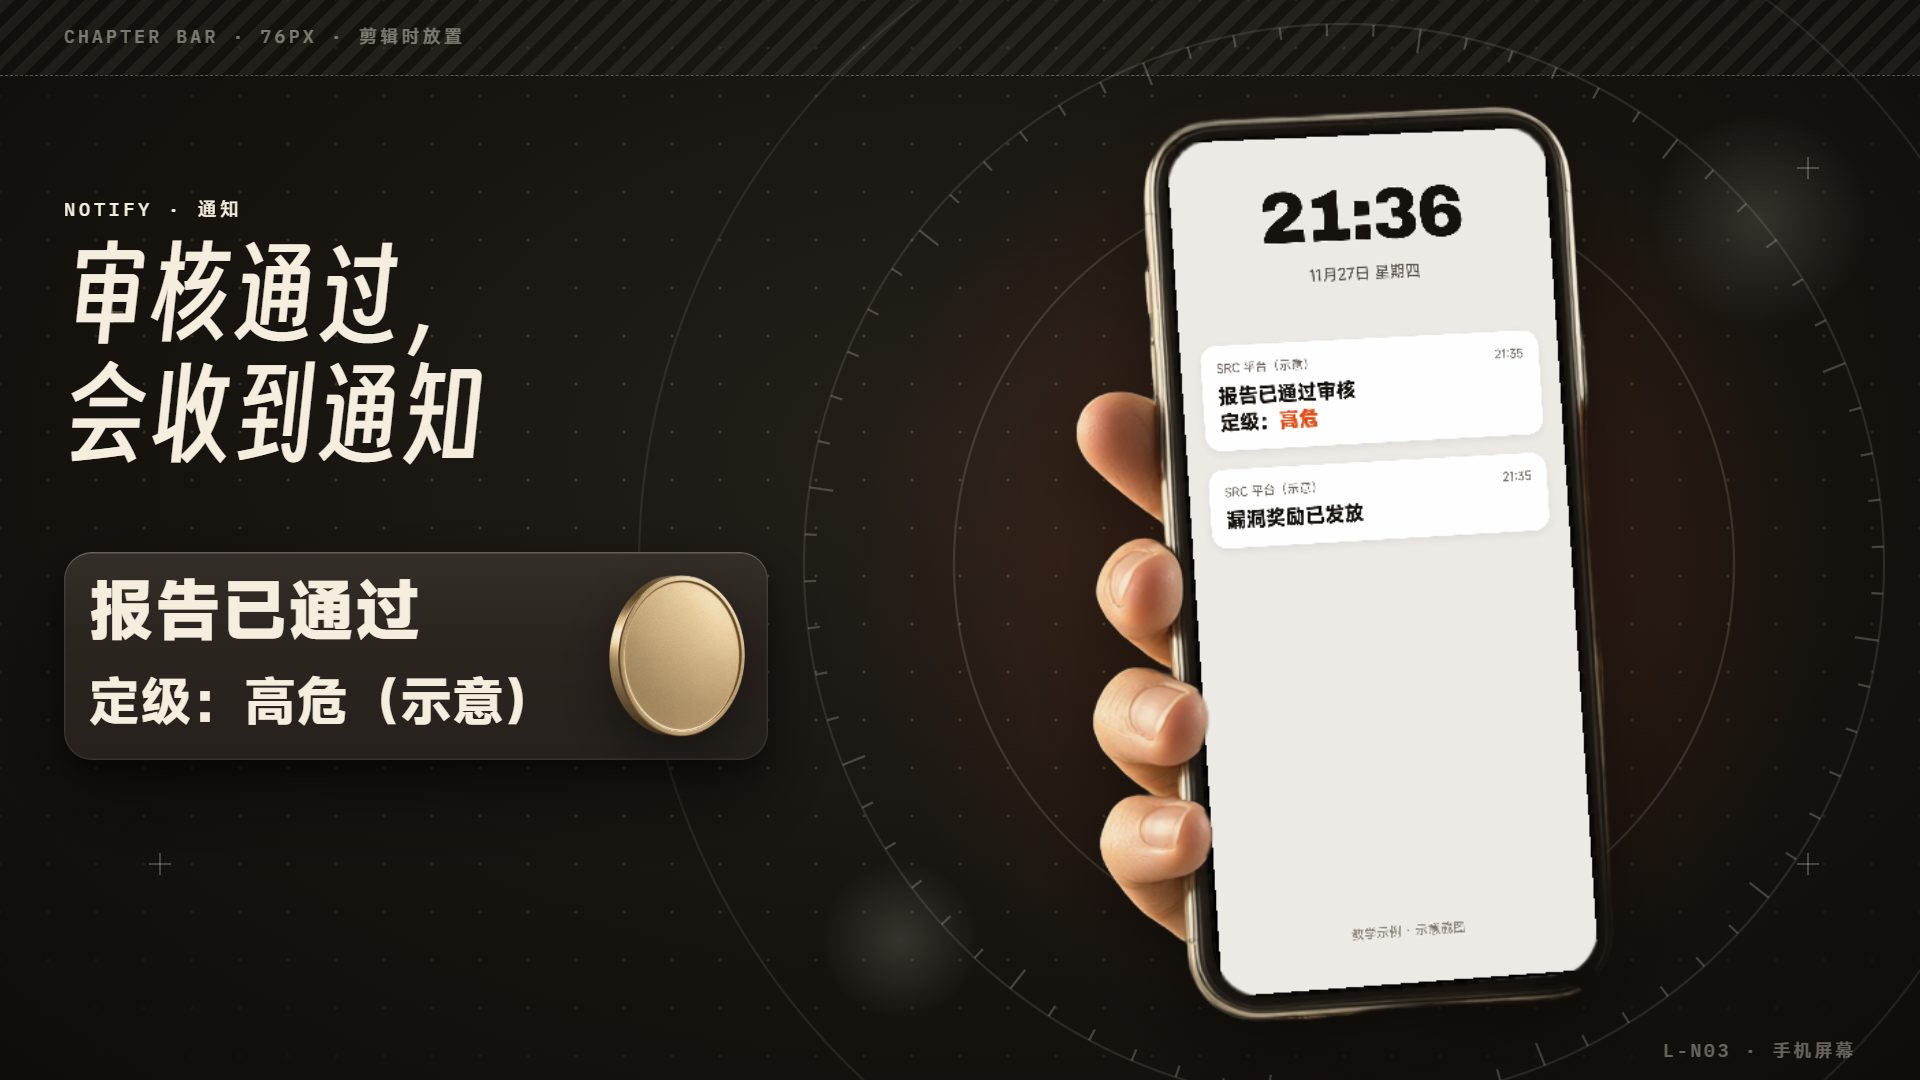 CHAPTER BAR · 76PX · 剪辑时放置
NOTIFY · 通知
审核通过，
会收到通知
报告已通过
定级：高危（示意）
21:36
11月27日 星期四
SRC 平台（示意） 21:35
报告已通过审核
定级：高危
SRC 平台（示意） 21:35
漏洞奖励已发放
教学示例 · 示意截图
L-N03 · 手机屏幕